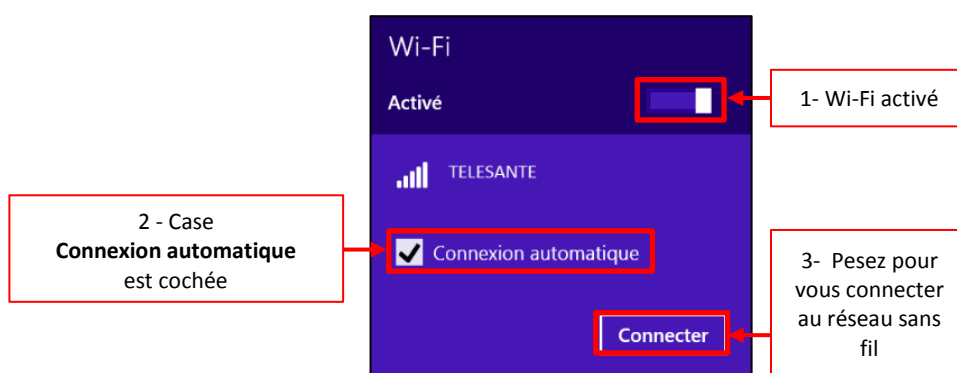 Wi-Fi
Activé
1- Wi-Fi activé
TELESANTE
2 - Case
Connexion automatique
est cochée
Connexion automatique
3- Pesez pour
vous connecter
au réseau sans
fil
Connecter